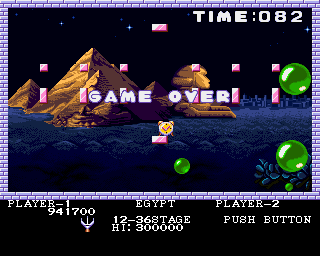 TIME:082
GAME OVER
PLAYER-1 EGYPT PLAYER-2
941700
12-36STAGE PUSH BUTTON
HI: 300000